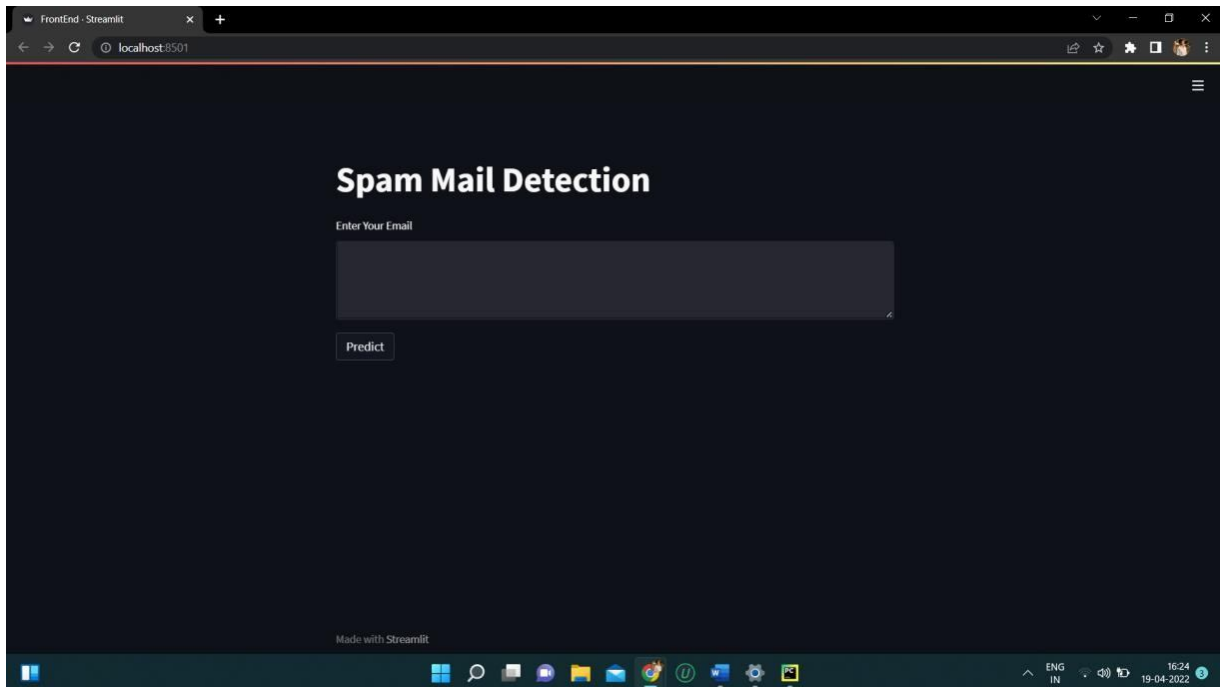 FrontEnd · Streamlit
localhost:8501
Spam Mail Detection
Enter Your Email
Predict
Made with Streamlit
ENG
IN
16:24
19-04-2022
3